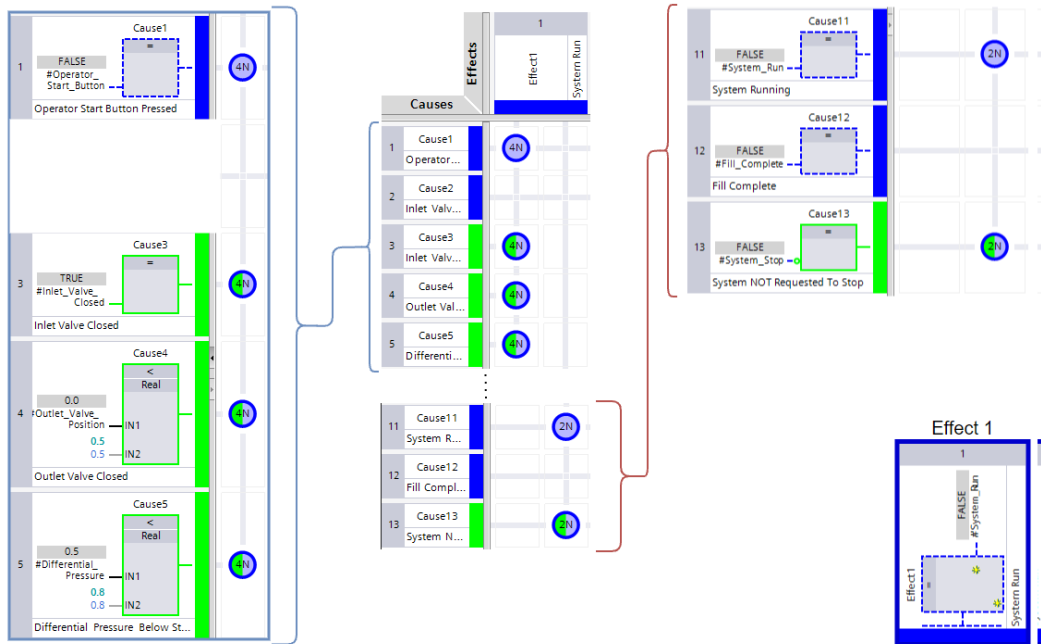 Cause1
1
=
FALSE
#Operator_
Start_Button
4N
Operator Start Button Pressed
Cause3
3
=
TRUE
#Inlet_Valve_
Closed
4N
Inlet Valve Closed
Cause4
4
<
Real
0.0
#Outlet_Valve_
Position
IN1
0.5
0.5
IN2
4N
Outlet Valve Closed
Cause5
5
<
Real
0.5
#Differential_
Pressure
IN1
0.8
0.8
IN2
4N
Differential Pressure Below St...
Effects
Causes
1
Effect1
System Run
1
Cause1
Operator...
4N
2
Cause2
Inlet Valv...
3
Cause3
Inlet Valv...
4N
4
Cause4
Outlet Val...
4N
5
Cause5
Differenti...
4N
11
Cause11
System R...
2N
12
Cause12
Fill Compl...
13
Cause13
System N...
2N
Cause11
11
=
FALSE
#System_Run
2N
System Running
Cause12
12
=
FALSE
#Fill_Complete
Fill Complete
Cause13
13
=
FALSE
#System_Stop
2N
System NOT Requested To Stop
Effect 1
1
FALSE
#System_Run
Effect1
=
System Run